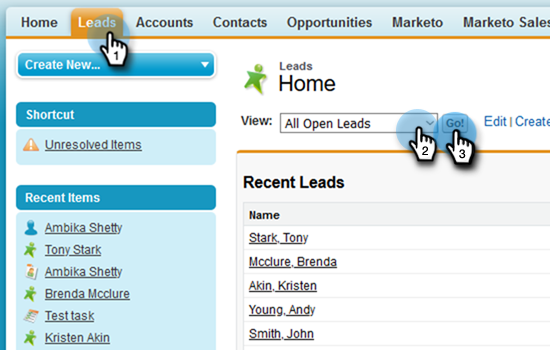 Home Leads Accounts Contacts Opportunities Marketo Marketo Sales
1
Create New...
Leads
Home
Shortcut
Unresolved Items
View: All Open Leads Go! Edit | Create
2 3
Recent Items
Ambika Shetty
Tony Stark
Ambika Shetty
Brenda Mcclure
Test task
Kristen Akin
Recent Leads
Name
Stark, Tony
Mcclure, Brenda
Akin, Kristen
Young, Andy
Smith, John